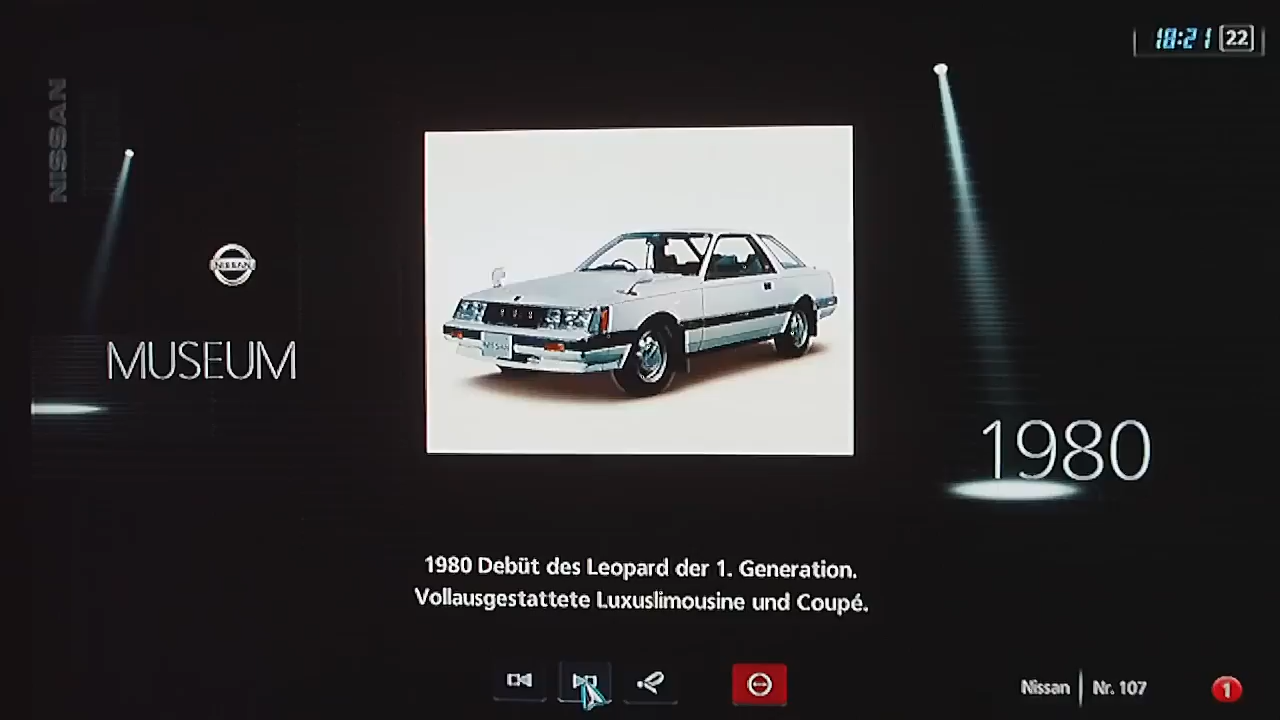 18:21 22
NISSAN
NISSAN
MUSEUM
1980
1980 Debüt des Leopard der 1. Generation.
Vollausgestattete Luxuslimousine und Coupé.
Nissan | Nr. 107
1